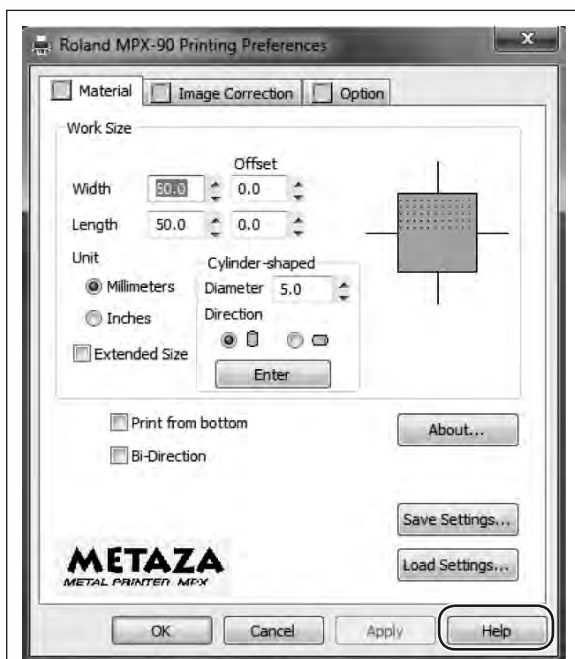 Roland MPX-90 Printing Preferences
Material Image Correction Option
Work Size
Offset
Width 50.0 0.0
Length 50.0 0.0
Unit
Millimeters
Inches
Extended Size
Cylinder-shaped
Diameter 5.0
Direction
Enter
Print from bottom
Bi-Direction
About...
Save Settings...
Load Settings...
METAZA
METAL PRINTER MPX
OK Cancel Apply Help